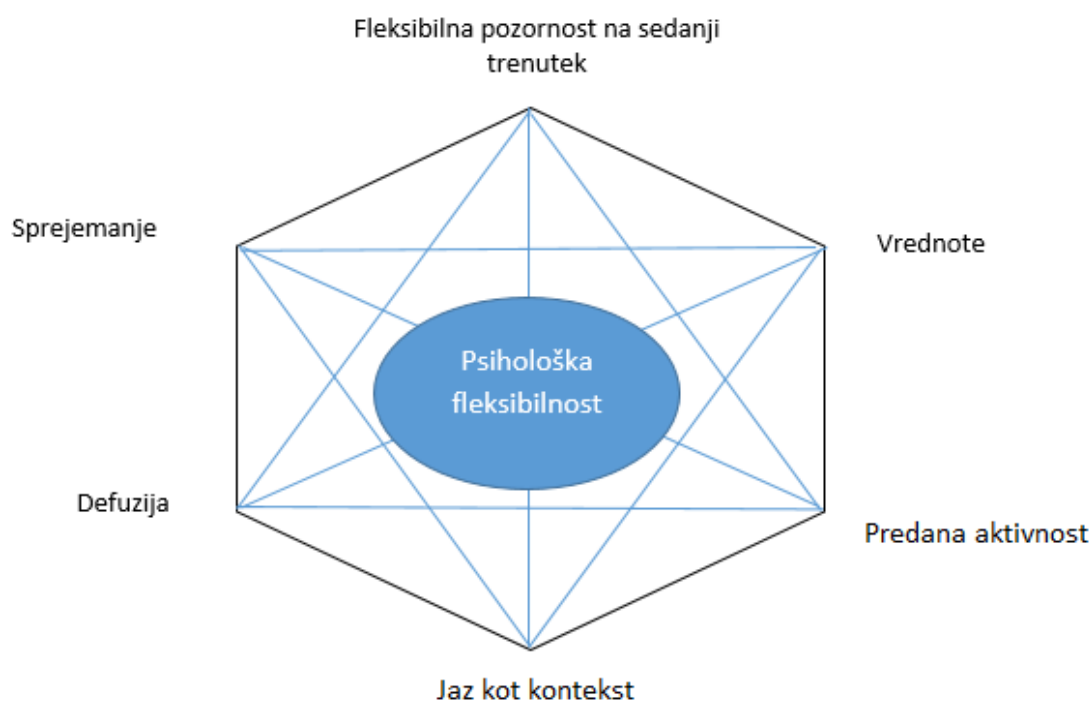 Fleksibilna pozornost na sedanji
trenutek
Sprejemanje
Vrednote
Psihološka
fleksibilnost
Defuzija
Predana aktivnost
Jaz kot kontekst